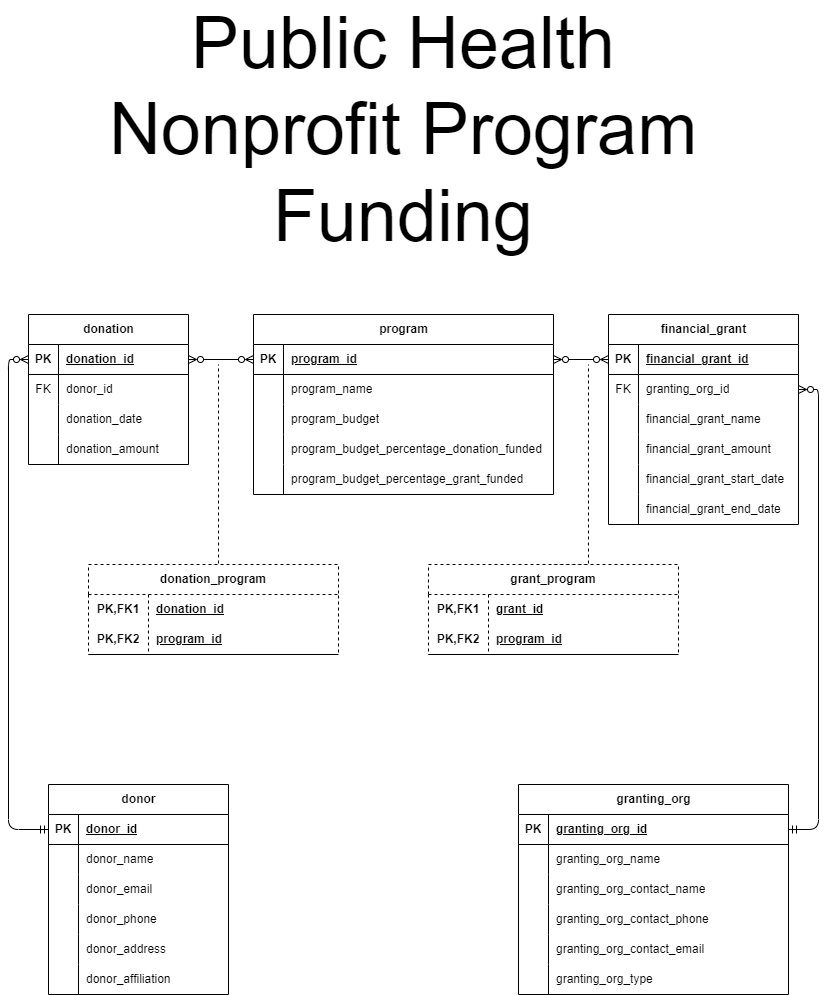 Public Health
Nonprofit Program
Funding
donation
PK donation_id
FK donor_id
donation_date
donation_amount
program
PK program_id
program_name
program_budget
program_budget_percentage_donation_funded
program_budget_percentage_grant_funded
financial_grant
PK financial_grant_id
FK granting_org_id
financial_grant_name
financial_grant_amount
financial_grant_start_date
financial_grant_end_date
donation_program
PK,FK1 donation_id
PK,FK2 program_id
grant_program
PK,FK1 grant_id
PK,FK2 program_id
donor
PK donor_id
donor_name
donor_email
donor_phone
donor_address
donor_affiliation
granting_org
PK granting_org_id
granting_org_name
granting_org_contact_name
granting_org_contact_phone
granting_org_contact_email
granting_org_type